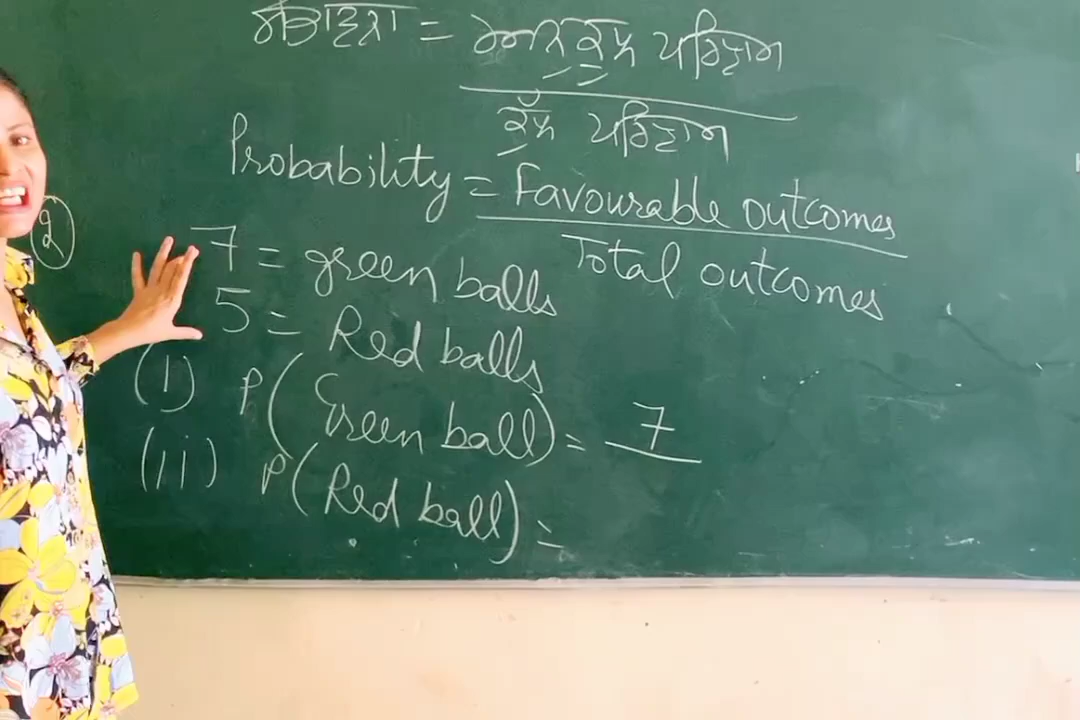 ਸੰਭਾਵਨਾ = ਅਨੁਕੂਲ ਪਰਿਣਾਮ
ਕੁੱਲ ਪਰਿਣਾਮ
Probability = Favourable outcomes
Total outcomes
2
7 = green balls
5 = Red balls
(i) P(Green ball) = 7
(ii) P(Red ball) =